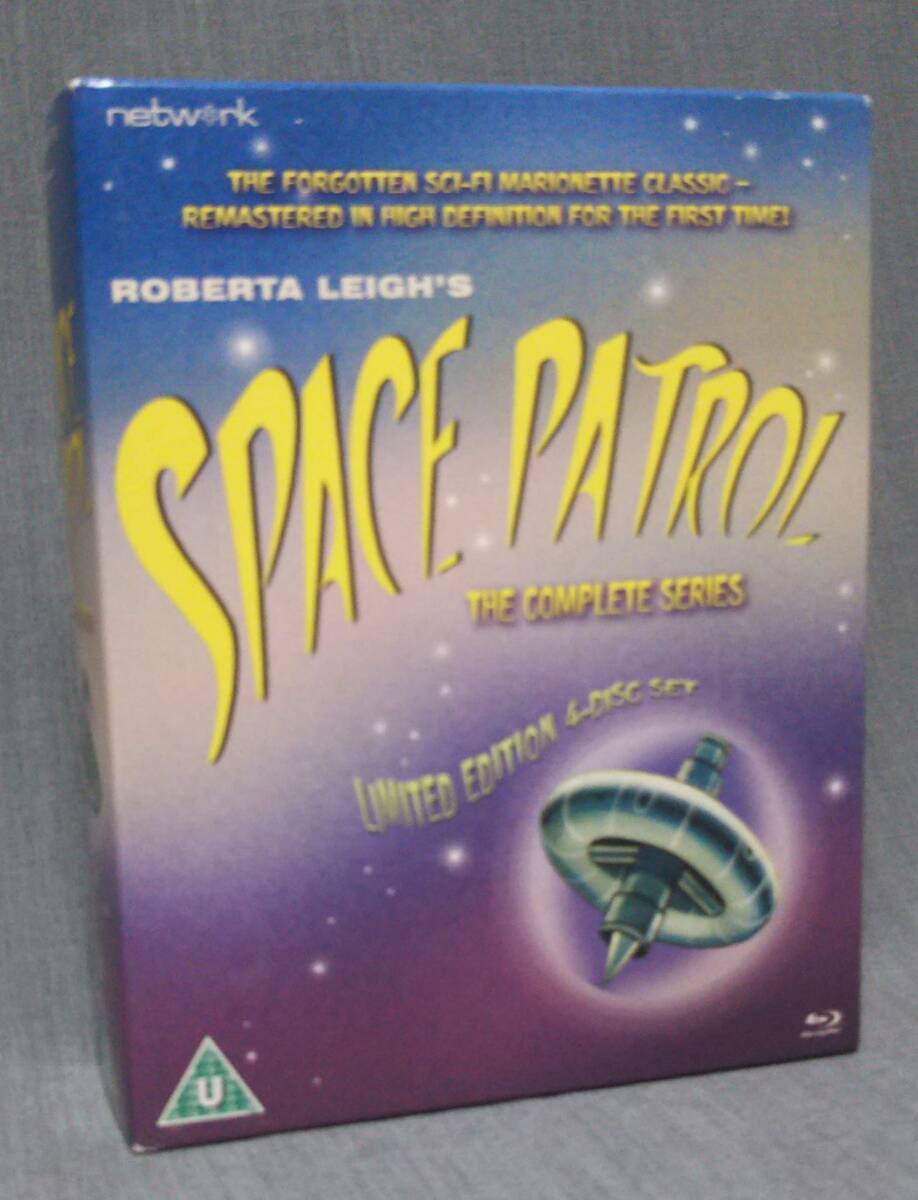 network
THE FORGOTTEN SCI-FI MARIONETTE CLASSIC –
REMASTERED IN HIGH DEFINITION FOR THE FIRST TIME!
ROBERTA LEIGH'S
SPACE PATROL
THE COMPLETE SERIES
LIMITED EDITION 4-DISC SET
U